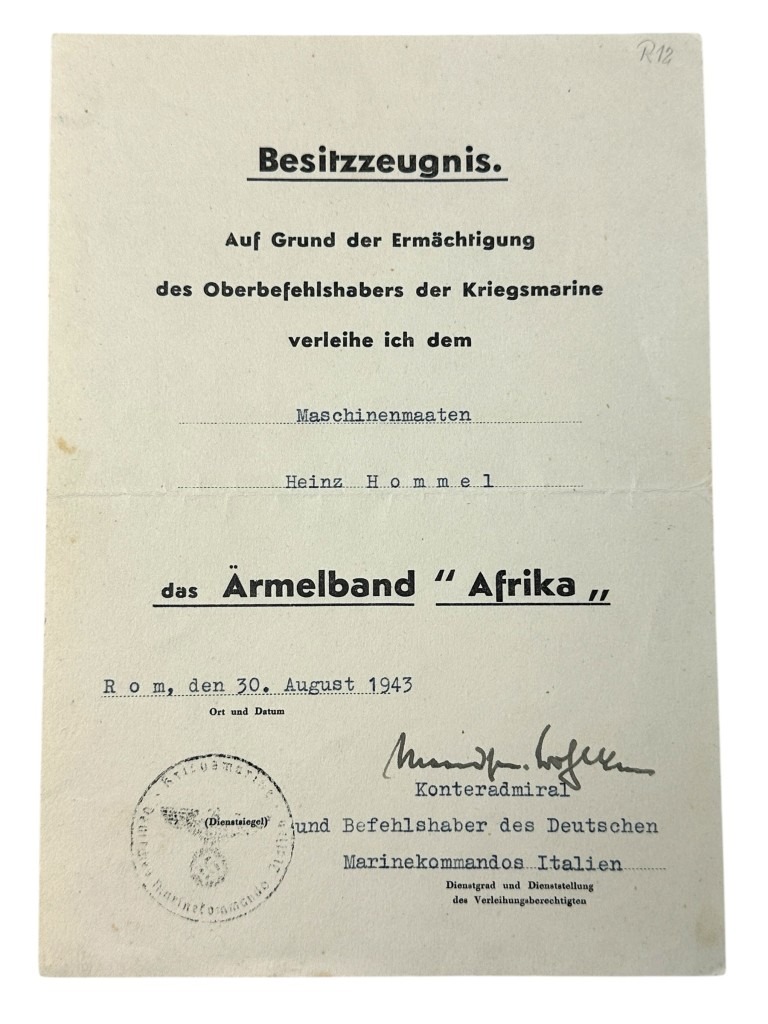 R12
Besitzzeugnis.
Auf Grund der Ermächtigung
des Oberbefehlshabers der Kriegsmarine
verleihe ich dem
Maschinenmaaten
Heinz H o m m e l
das Ärmelband “ Afrika „
R o m, den 30. August 1943
Ort und Datum
Konteradmiral
(Dienstsiegel) und Befehlshaber des Deutschen
Marinekommandos Italien
Dienstgrad und Dienststellung
des Verleihungsberechtigten
Kriegsmarine
Marinekommando